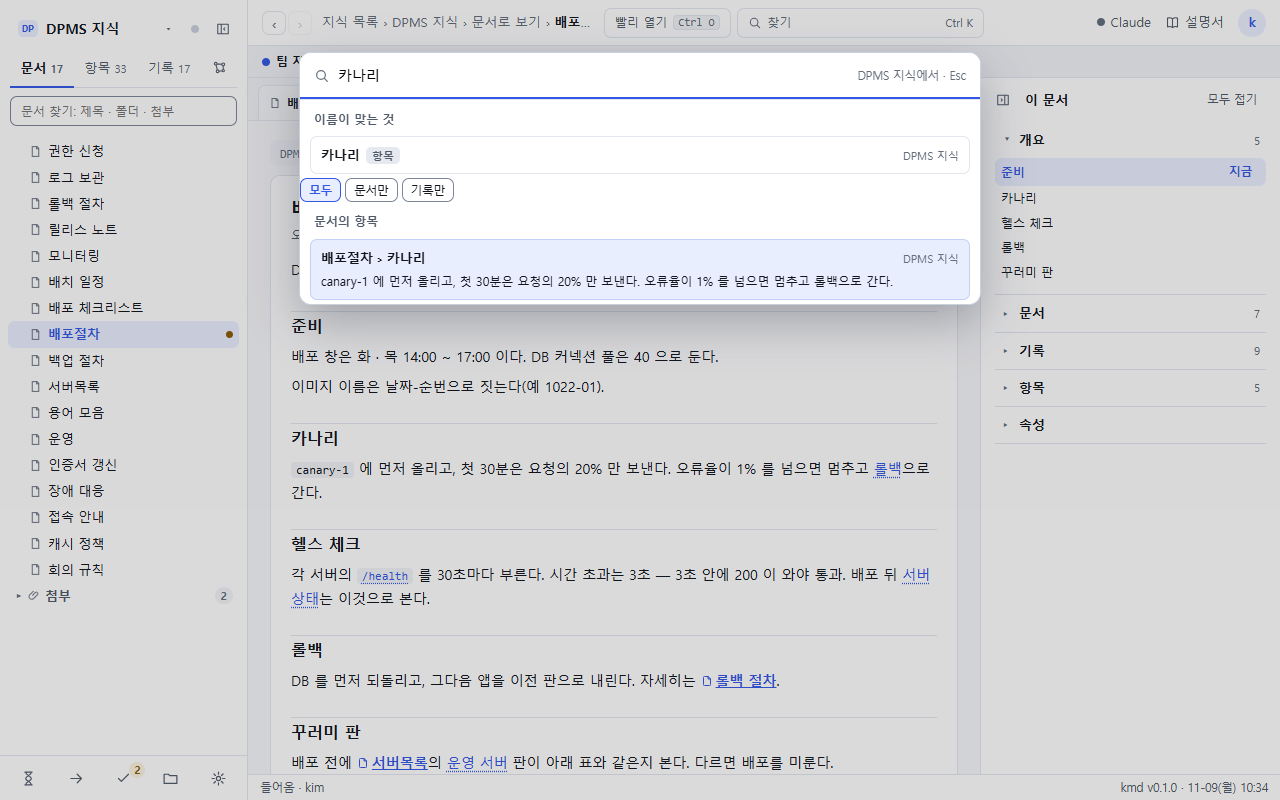 DP DPMS 지식
문서 17 항목 33 기록 17
문서 찾기: 제목 · 폴더 · 첨부
권한 신청
로그 보관
롤백 절차
릴리스 노트
모니터링
배치 일정
배포 체크리스트
배포절차
백업 절차
서버목록
용어 모음
운영
인증서 갱신
장애 대응
접속 안내
캐시 정책
회의 규칙
첨부 2
2
지식 목록 › DPMS 지식 › 문서로 보기 › 배포...
빨리 열기 Ctrl O
찾기 Ctrl K
Claude 설명서 k
팀 지
배
DPM
카나리 DPMS 지식에서 · Esc
이름이 맞는 것
카나리 항목 DPMS 지식
모두 문서만 기록만
문서의 항목
배포절차 › 카나리 DPMS 지식
canary-1 에 먼저 올리고, 첫 30분은 요청의 20% 만 보낸다. 오류율이 1% 를 넘으면 멈추고 롤백으로 간다.
준비
배포 창은 화 · 목 14:00 ~ 17:00 이다. DB 커넥션 풀은 40 으로 둔다.
이미지 이름은 날짜-순번으로 짓는다(예 1022-01).
카나리
canary-1 에 먼저 올리고, 첫 30분은 요청의 20% 만 보낸다. 오류율이 1% 를 넘으면 멈추고 롤백으로
간다.
헬스 체크
각 서버의 /health 를 30초마다 부른다. 시간 초과는 3초 — 3초 안에 200 이 와야 통과. 배포 뒤 서버
상태는 이것으로 본다.
롤백
DB 를 먼저 되돌리고, 그다음 앱을 이전 판으로 내린다. 자세히는 롤백 절차.
꾸러미 판
배포 전에 서버목록의 운영 서버 판이 아래 표와 같은지 본다. 다르면 배포를 미룬다.
이 문서 모두 접기
개요 5
준비 지금
카나리
헬스 체크
롤백
꾸러미 판
문서 7
기록 9
항목 5
속성
들어옴 · kim
kmd v0.1.0 · 11-09(월) 10:34